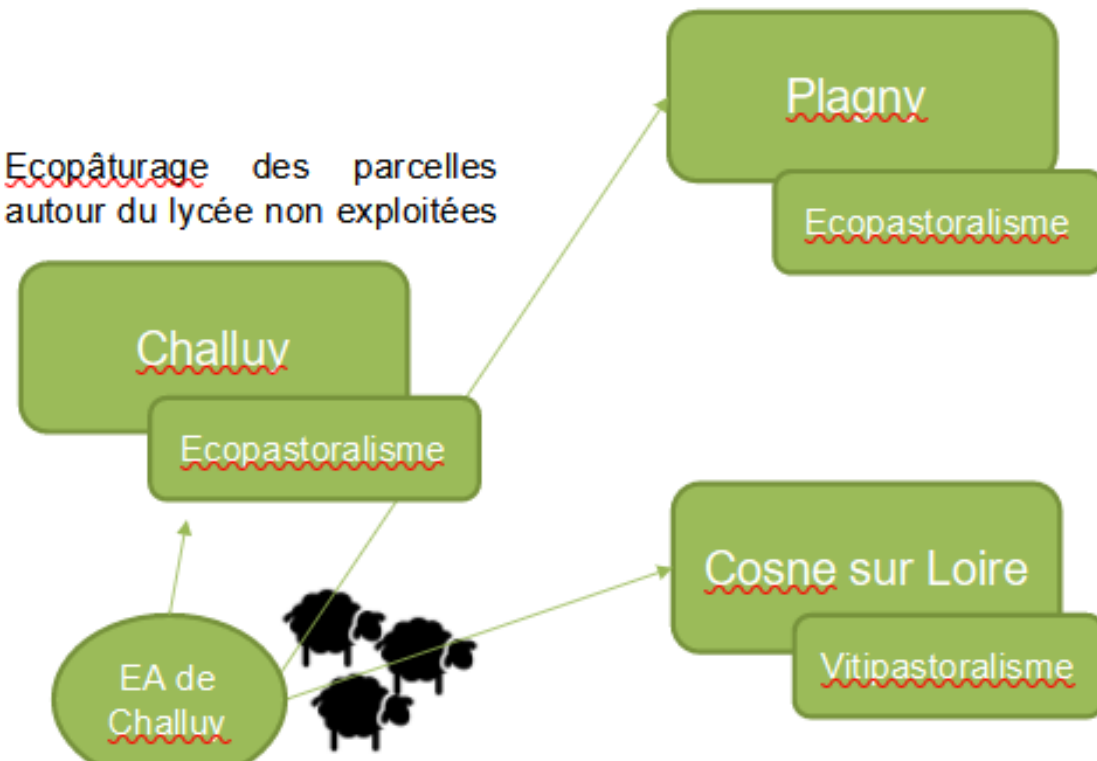 Ecopâturage des parcelles
autour du lycée non exploitées
Plagny
Ecopastoralisme
Challuy
Ecopastoralisme
Cosne sur Loire
Vitipastoralisme
EA de
Challuy